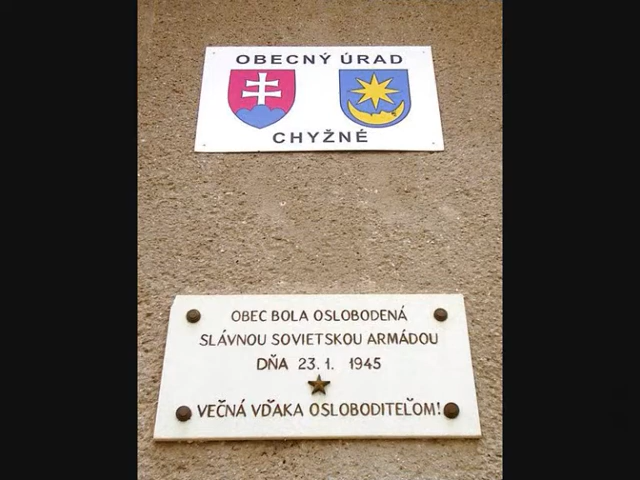 OBECNÝ ÚRAD
CHYŽNÉ
OBEC BOLA OSLOBODENÁ
SLÁVNOU SOVIETSKOU ARMÁDOU
DŇA 23.1. 1945
VEČNÁ VĎAKA OSLOBODITEĽOM!